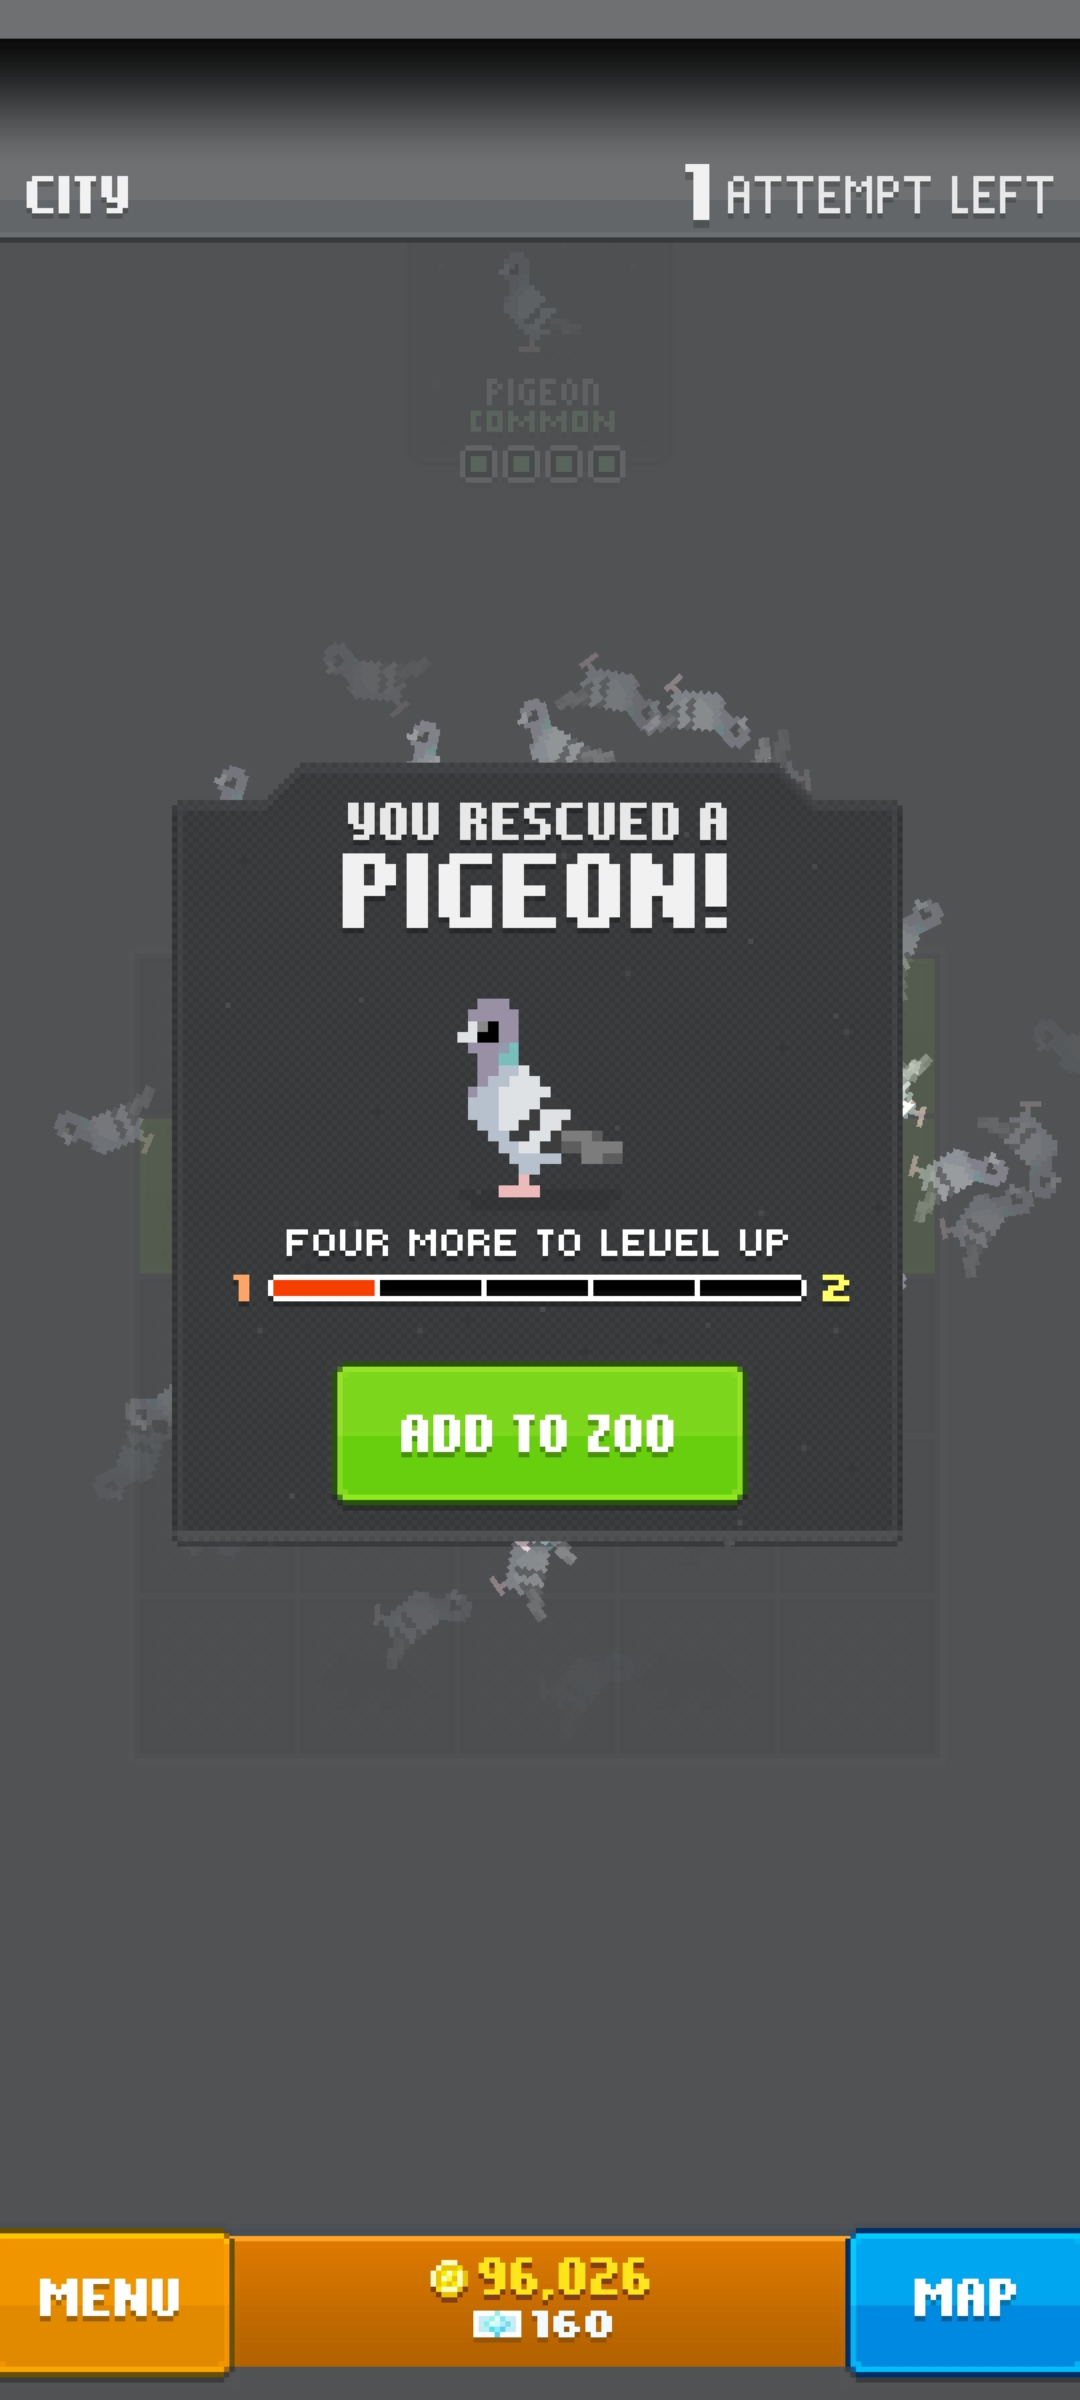 CITY
1 ATTEMPT LEFT
PIGEON
COMMON
YOU RESCUED A
PIGEON!
FOUR MORE TO LEVEL UP
1 2
ADD TO ZOO
MENU
96,026
160
MAP